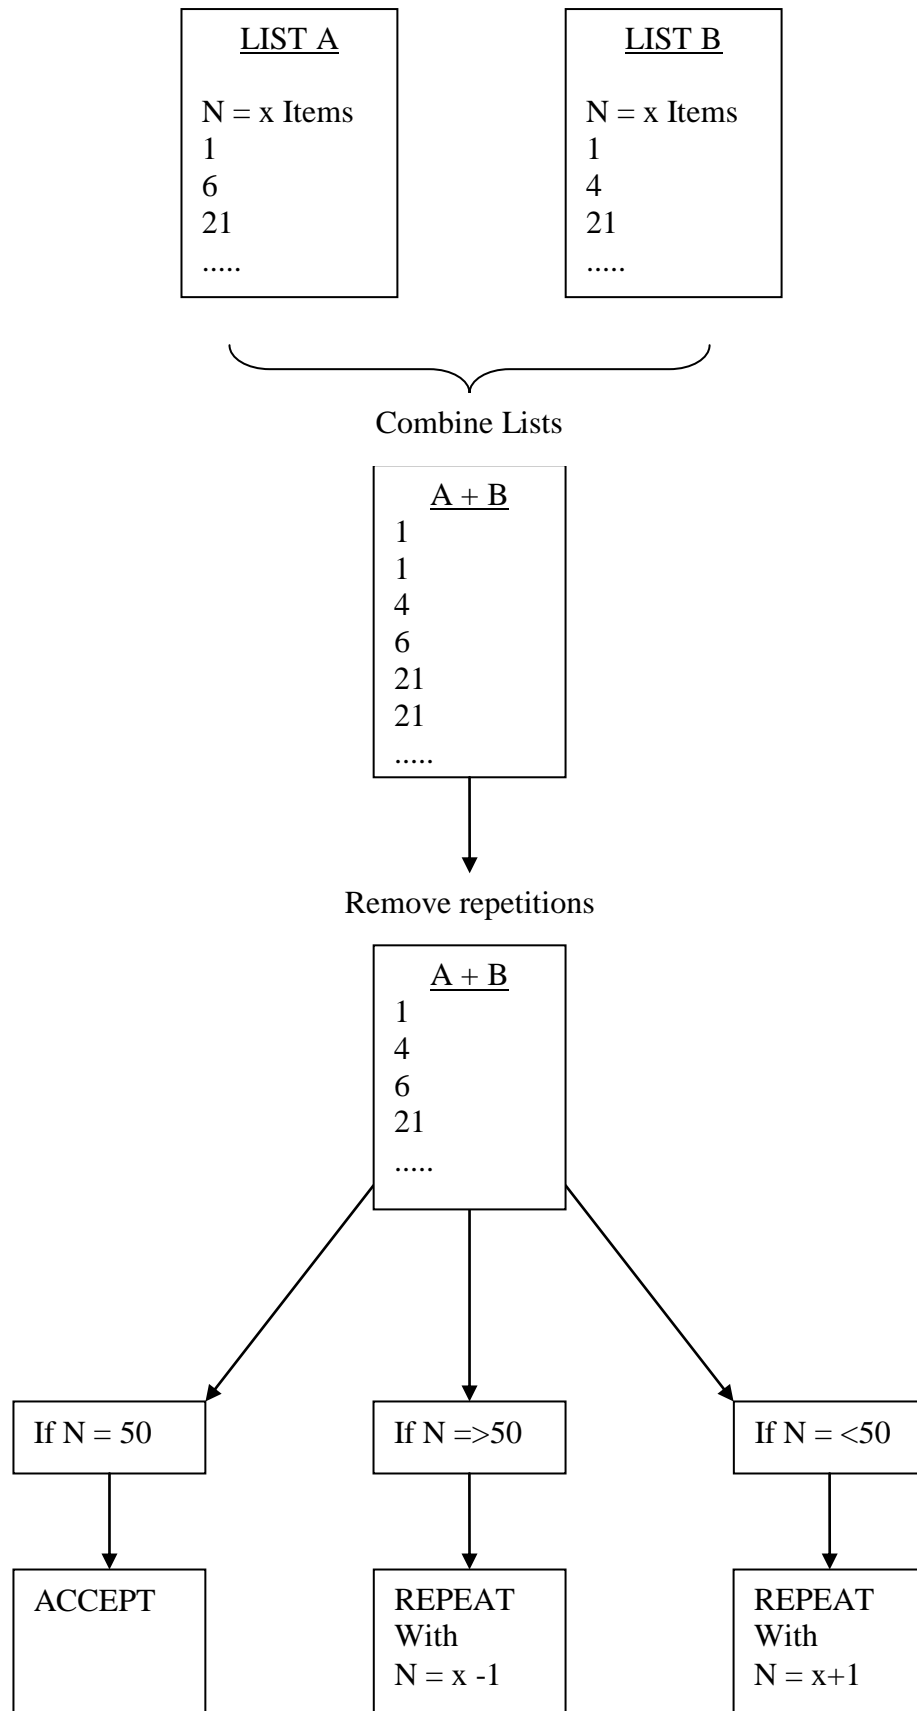 LIST A
N = x Items
1
6
21
.....
LIST B
N = x Items
1
4
21
.....
Combine Lists
A + B
1
1
4
6
21
21
.....
Remove repetitions
A + B
1
4
6
21
.....
If N = 50
If N =>50
If N = <50
ACCEPT
REPEAT
With
N = x -1
REPEAT
With
N = x+1